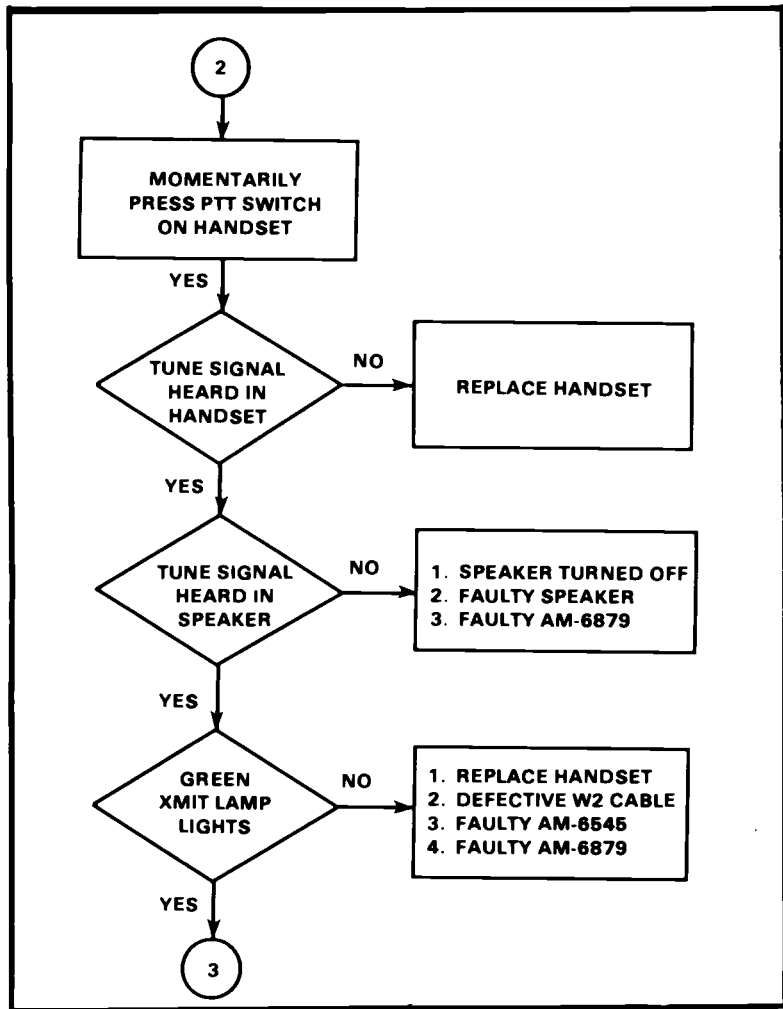 2
MOMENTARILY
PRESS PTT SWITCH
ON HANDSET
YES
TUNE SIGNAL
HEARD IN
HANDSET
NO
REPLACE HANDSET
YES
TUNE SIGNAL
HEARD IN
SPEAKER
NO
1. SPEAKER TURNED OFF
2. FAULTY SPEAKER
3. FAULTY AM-6879
YES
GREEN
XMIT LAMP
LIGHTS
NO
1. REPLACE HANDSET
2. DEFECTIVE W2 CABLE
3. FAULTY AM-6545
4. FAULTY AM-6879
YES
3